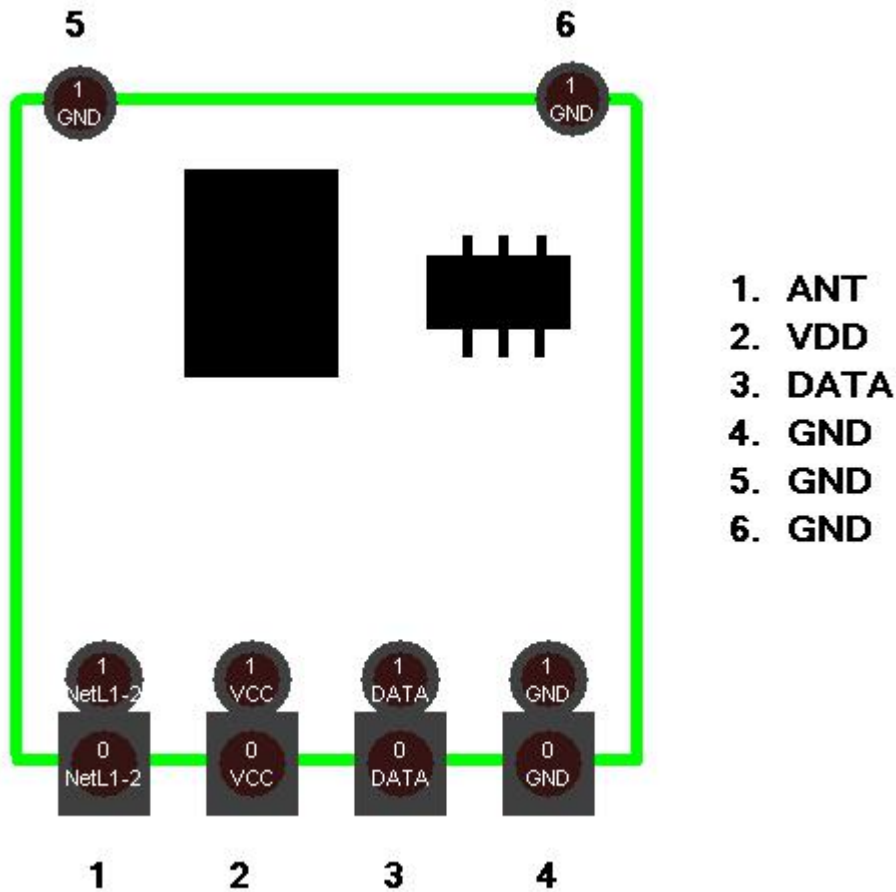 5 6
1 1
GND GND
1. ANT
2. VDD
3. DATA
4. GND
5. GND
6. GND
1 1 1 1
NetL1-2 VCC DATA GND
0 0 0 0
NetL1-2 VCC DATA GND
1 2 3 4